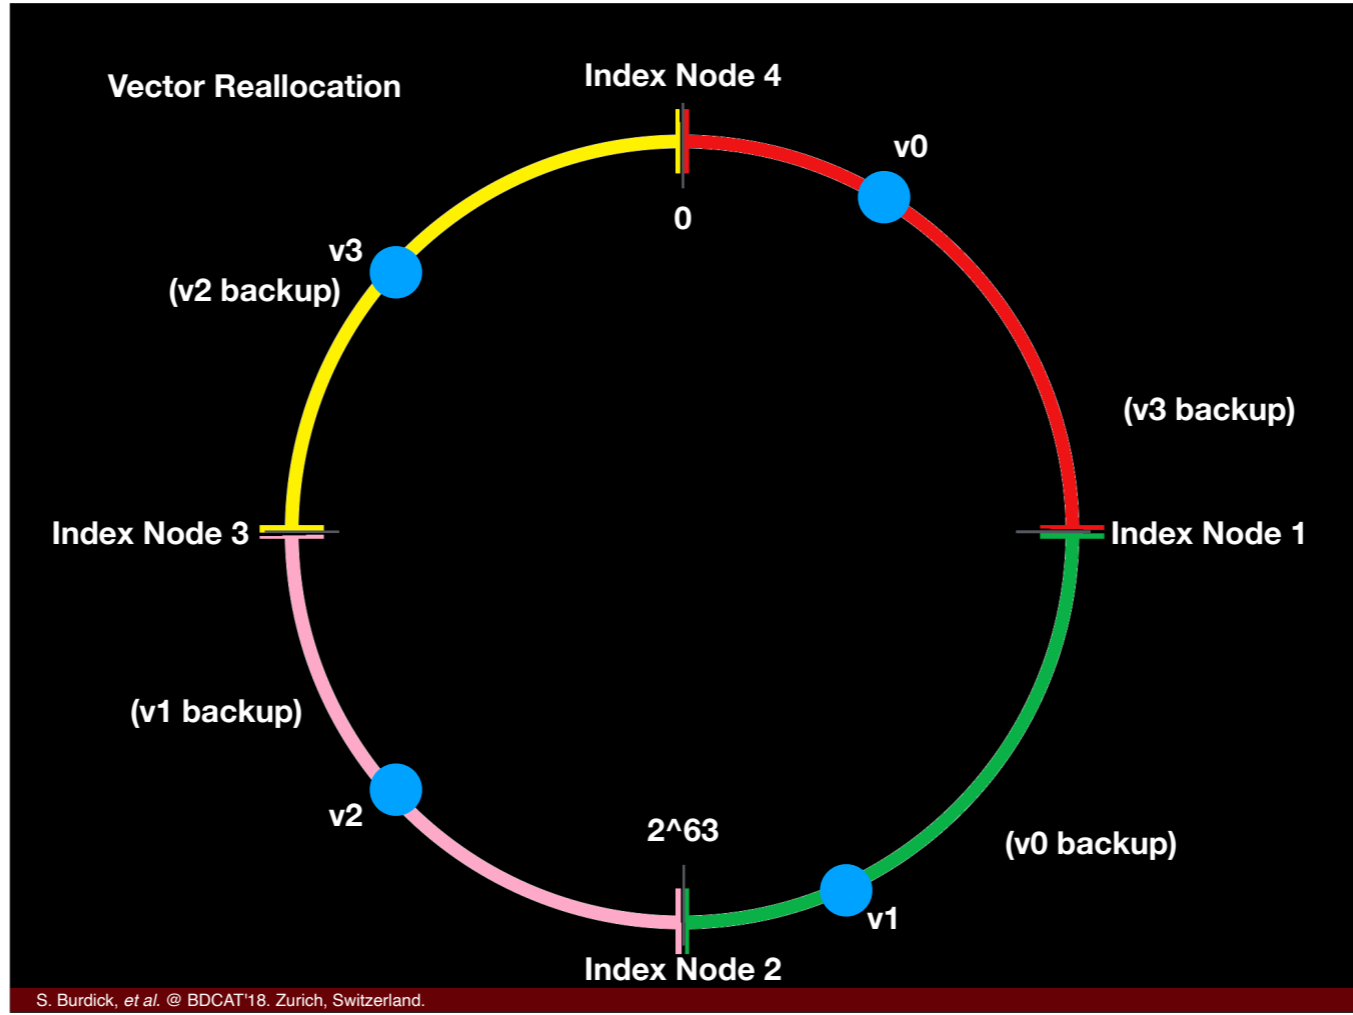 Vector Reallocation
Index Node 4
v0
0
v3
(v2 backup)
(v3 backup)
Index Node 3
Index Node 1
(v1 backup)
v2
2^63
(v0 backup)
v1
Index Node 2
S. Burdick, et al. @ BDCAT'18. Zurich, Switzerland.